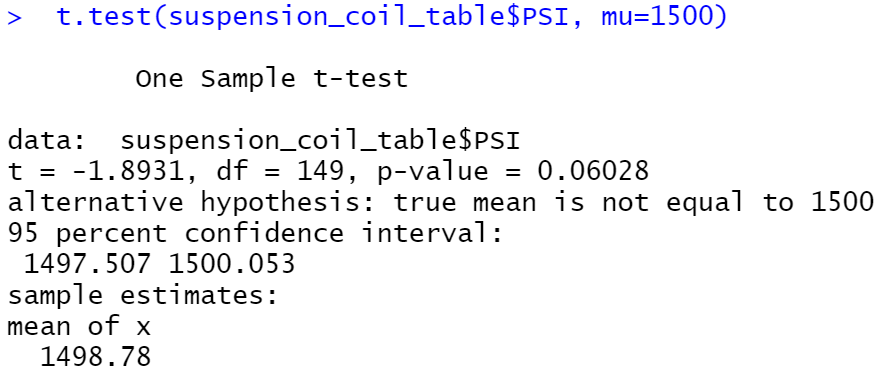 >  t.test(suspension_coil_table$PSI, mu=1500)
One Sample t-test
data:  suspension_coil_table$PSI
t = -1.8931, df = 149, p-value = 0.06028
alternative hypothesis: true mean is not equal to 1500
95 percent confidence interval:
1497.507 1500.053
sample estimates:
mean of x
1498.78